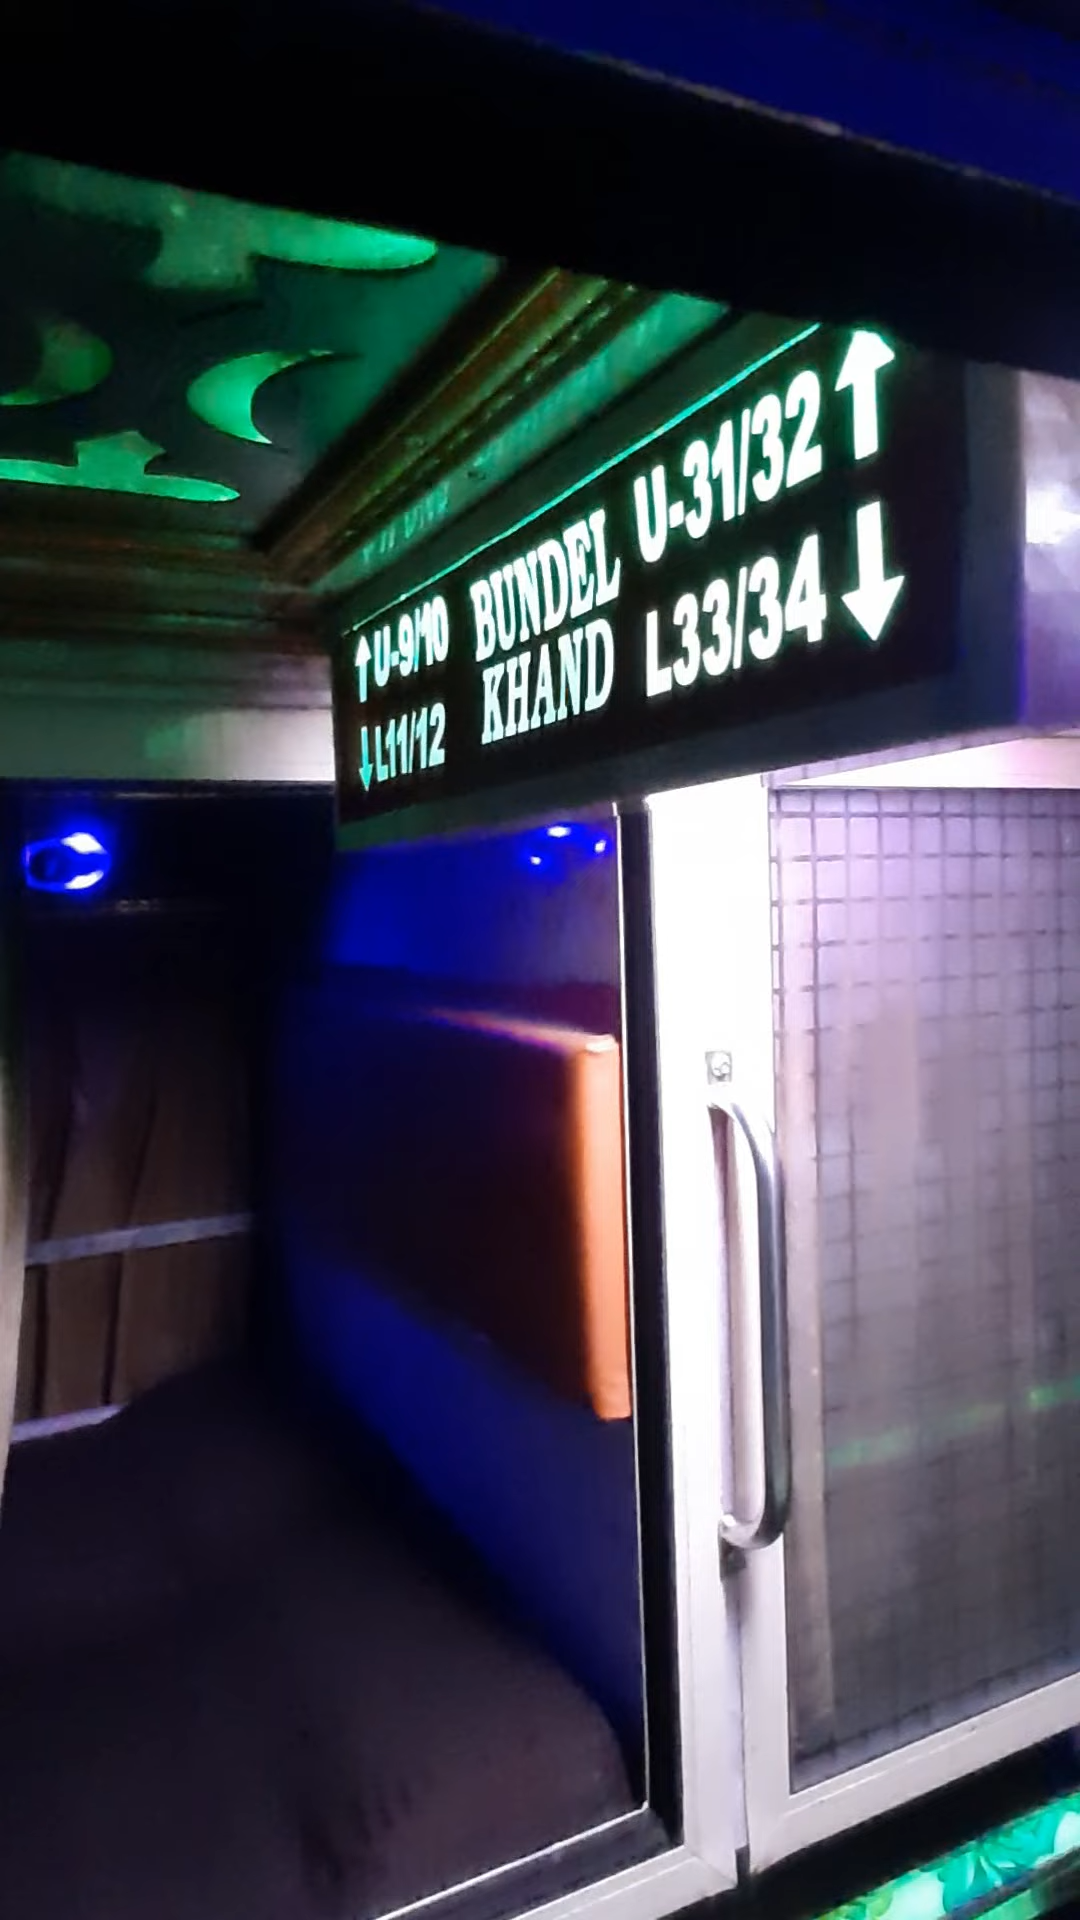 ↑U-9/10
↓L11/12
BUNDEL
KHAND
U-31/32↑
L33/34↓